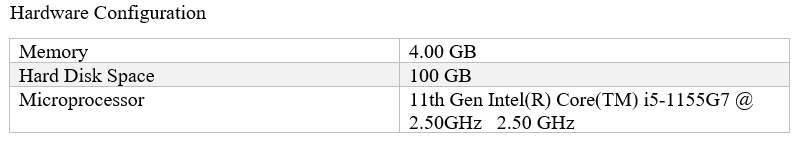 Hardware Configuration
Memory 4.00 GB
Hard Disk Space 100 GB
Microprocessor 11th Gen Intel(R) Core(TM) i5-1155G7 @
2.50GHz   2.50 GHz